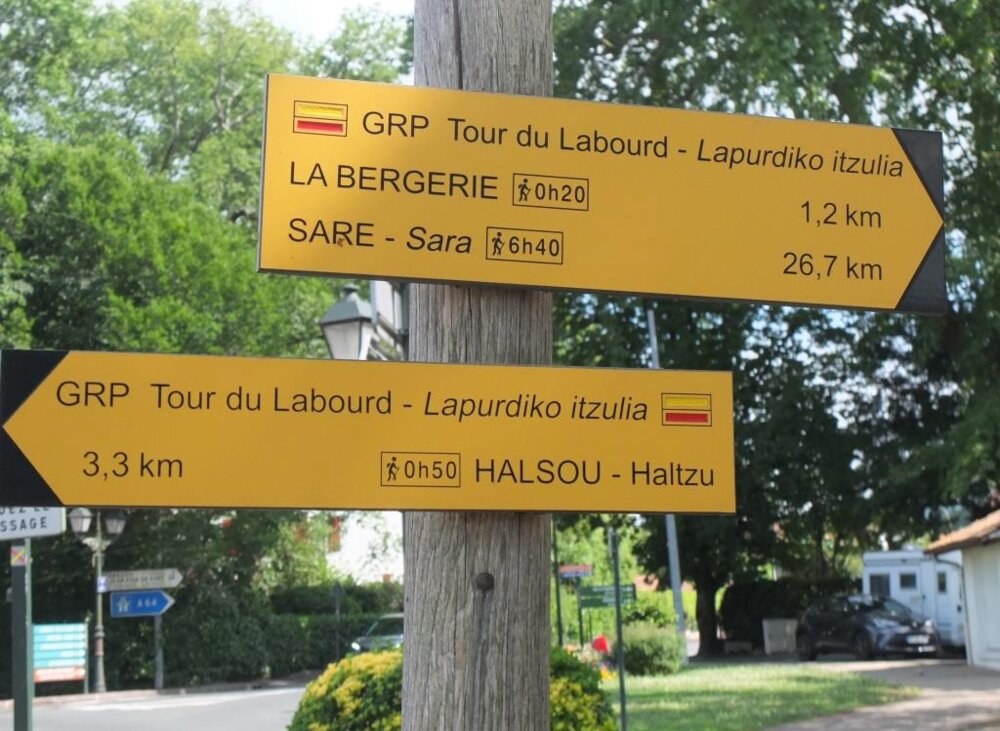 GRP Tour du Labourd - Lapurdiko itzulia
LA BERGERIE 0h20 1,2 km
SARE - Sara 6h40 26,7 km
GRP Tour du Labourd - Lapurdiko itzulia
3,3 km 0h50 HALSOU - Haltzu
SSAGE
A 64